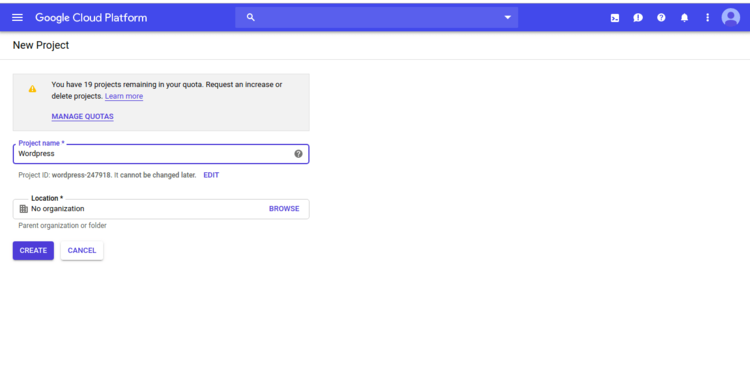 Google Cloud Platform
New Project
You have 19 projects remaining in your quota. Request an increase or
delete projects. Learn more
MANAGE QUOTAS
Project name *
Wordpress
Project ID: wordpress-247918. It cannot be changed later. EDIT
Location *
No organization BROWSE
Parent organization or folder
CREATE CANCEL